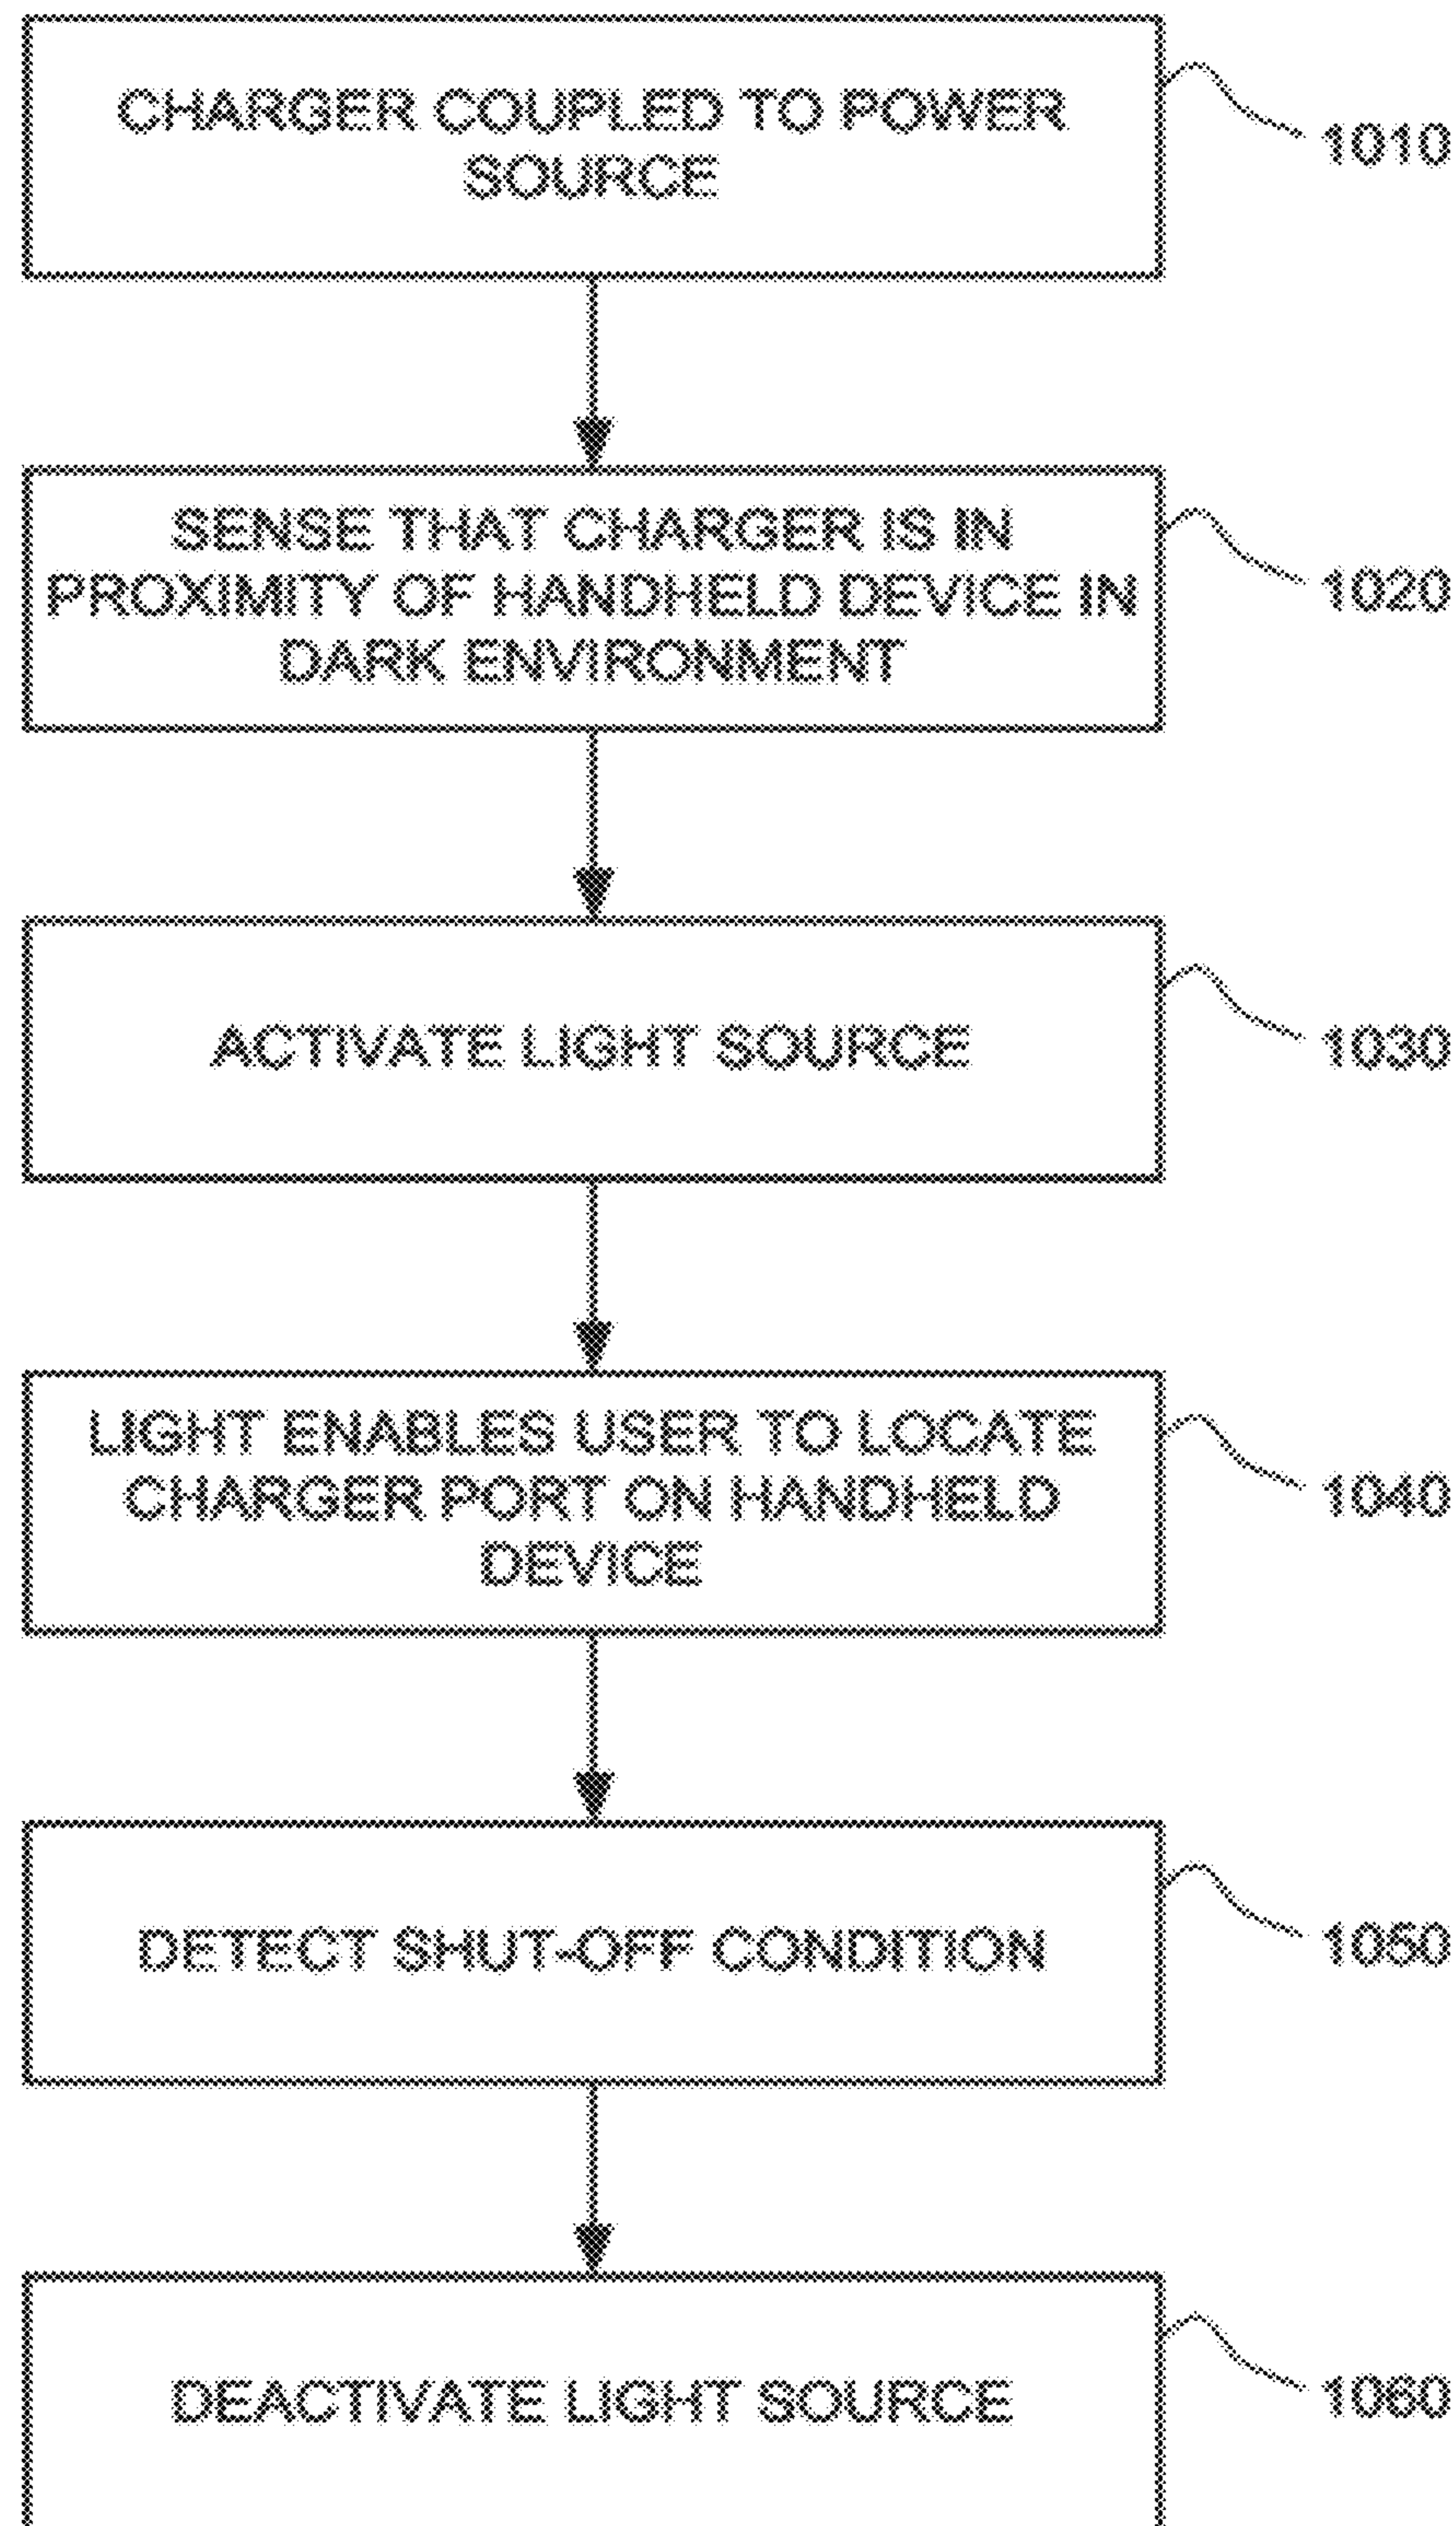 CHARGER COUPLED TO POWER
SOURCE
1010
SENSE THAT CHARGER IS IN
PROXIMITY OF HANDHELD DEVICE IN
DARK ENVIRONMENT
1020
ACTIVATE LIGHT SOURCE
1030
LIGHT ENABLES USER TO LOCATE
CHARGER PORT ON HANDHELD
DEVICE
1040
DETECT SHUT-OFF CONDITION
1050
DEACTIVATE LIGHT SOURCE
1060